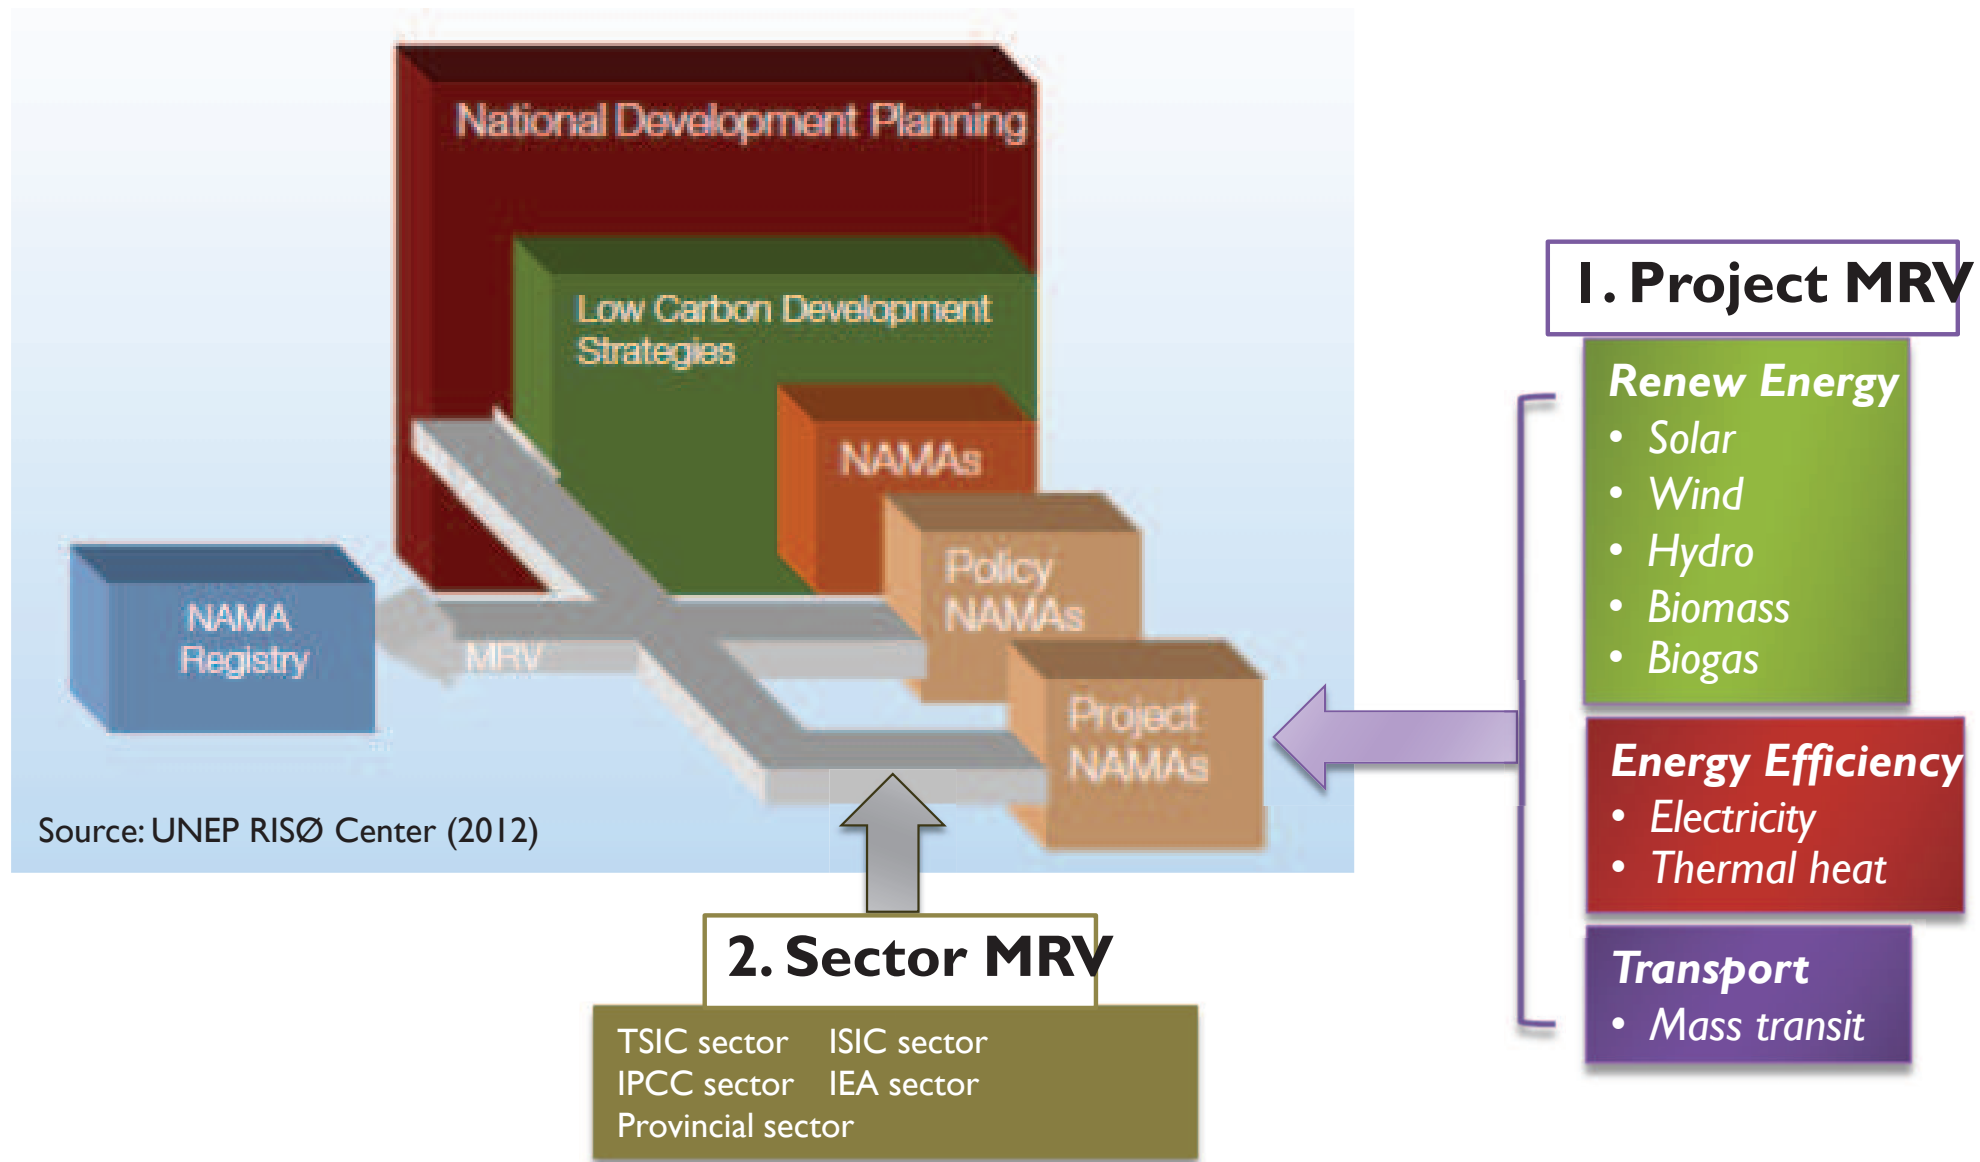 National Development Planning
Low Carbon Development
Strategies
NAMAs
Policy
NAMAs
Project
NAMAs
NAMA
Registry
MRV
Source: UNEP RISØ Center (2012)
1. Project MRV
Renew Energy
• Solar
• Wind
• Hydro
• Biomass
• Biogas
Energy Efficiency
• Electricity
• Thermal heat
Transport
• Mass transit
2. Sector MRV
TSIC sector ISIC sector
IPCC sector IEA sector
Provincial sector